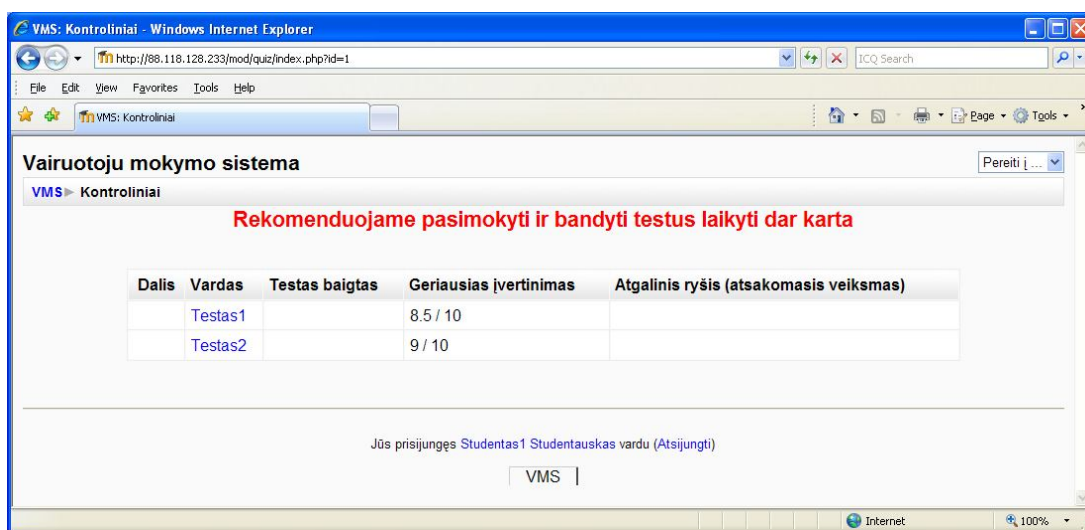 VMS: Kontroliniai - Windows Internet Explorer
http://88.118.128.233/mod/quiz/index.php?id=1
ICQ Search
File Edit View Favorites Tools Help
VMS: Kontroliniai
Page Tools
Vairuotoju mokymo sistema
Pereiti į ...
VMS► Kontroliniai
Rekomenduojame pasimokyti ir bandyti testus laikyti dar karta
Dalis Vardas Testas baigtas Geriausias įvertinimas Atgalinis ryšis (atsakomasis veiksmas)
Testas1 8.5 / 10
Testas2 9 / 10
Jūs prisijungęs Studentas1 Studentauskas vardu (Atsijungti)
VMS
Internet 100%